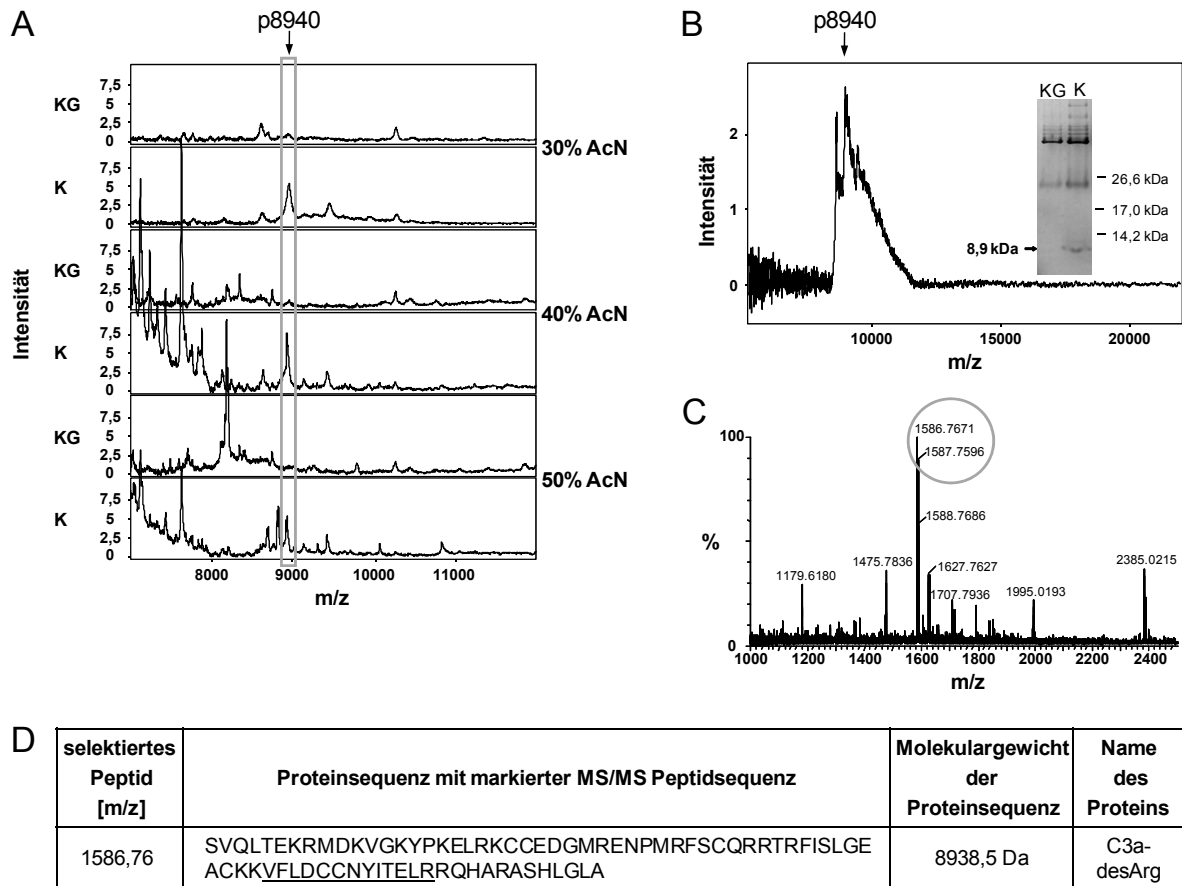 A
p8940
KG
7,5
5
2,5
0
30% AcN
K
7,5
5
2,5
0
KG
7,5
5
2,5
0
40% AcN
K
7,5
5
2,5
0
KG
7,5
5
2,5
0
50% AcN
K
7,5
5
2,5
0
Intensität
8000 9000 10000 11000
m/z
B
p8940
Intensität
2
1
0
KG K
26,6 kDa
17,0 kDa
14,2 kDa
8,9 kDa
10000 15000 20000
m/z
C
100
%
0
1586.7671
1587.7596
1588.7686
1475.7836
1627.7627
1179.6180
1707.7936
1995.0193
2385.0215
1000 1200 1400 1600 1800 2000 2200 2400
m/z
D
selektiertes
Peptid
[m/z]
Proteinsequenz mit markierter MS/MS Peptidsequenz
Molekulargewicht
der
Proteinsequenz
Name
des
Proteins
1586,76
SVQLTEKRMDKVGKYPKELRKCCEDGMRENPMRFSCQRRTRFISLGE
ACKKVFLDCCNYITELRRQHARASHLGLA
8938,5 Da
C3a-
desArg